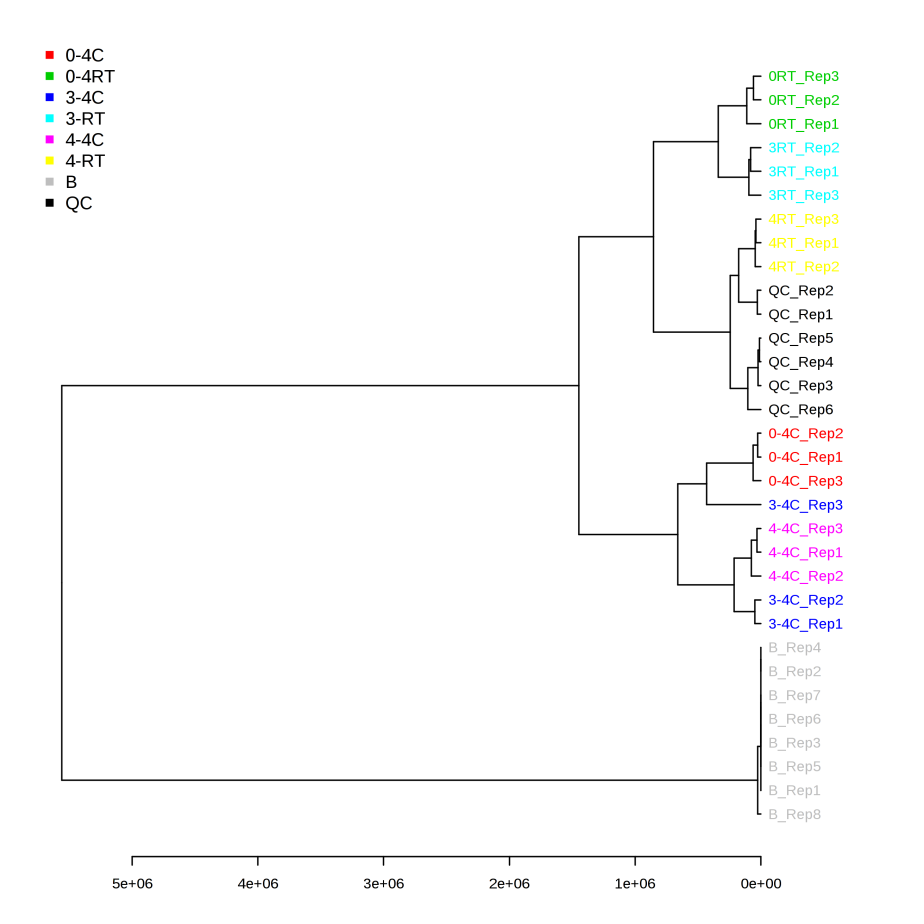 0-4C
0-4RT
3-4C
3-RT
4-4C
4-RT
B
QC
0RT_Rep3
0RT_Rep2
0RT_Rep1
3RT_Rep2
3RT_Rep1
3RT_Rep3
4RT_Rep3
4RT_Rep1
4RT_Rep2
QC_Rep2
QC_Rep1
QC_Rep5
QC_Rep4
QC_Rep3
QC_Rep6
0-4C_Rep2
0-4C_Rep1
0-4C_Rep3
3-4C_Rep3
4-4C_Rep3
4-4C_Rep1
4-4C_Rep2
3-4C_Rep2
3-4C_Rep1
B_Rep4
B_Rep2
B_Rep7
B_Rep6
B_Rep3
B_Rep5
B_Rep1
B_Rep8
5e+06 4e+06 3e+06 2e+06 1e+06 0e+00